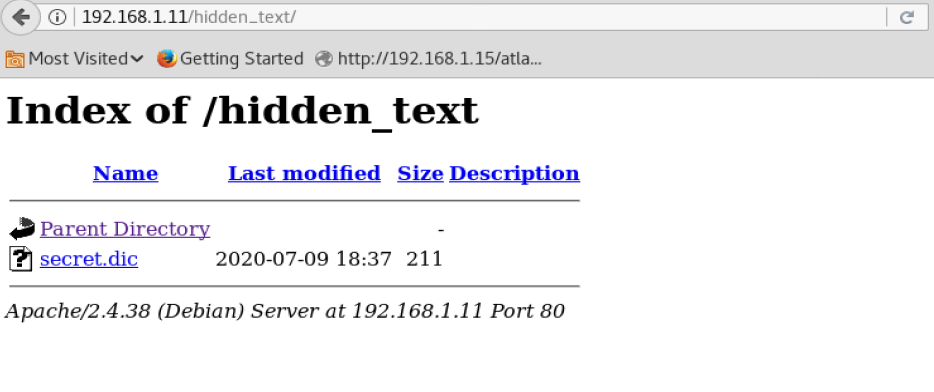 192.168.1.11/hidden_text/
Most Visited Getting Started http://192.168.1.15/atla...
Index of /hidden_text
Name Last modified Size Description
Parent Directory -
secret.dic 2020-07-09 18:37 211
Apache/2.4.38 (Debian) Server at 192.168.1.11 Port 80